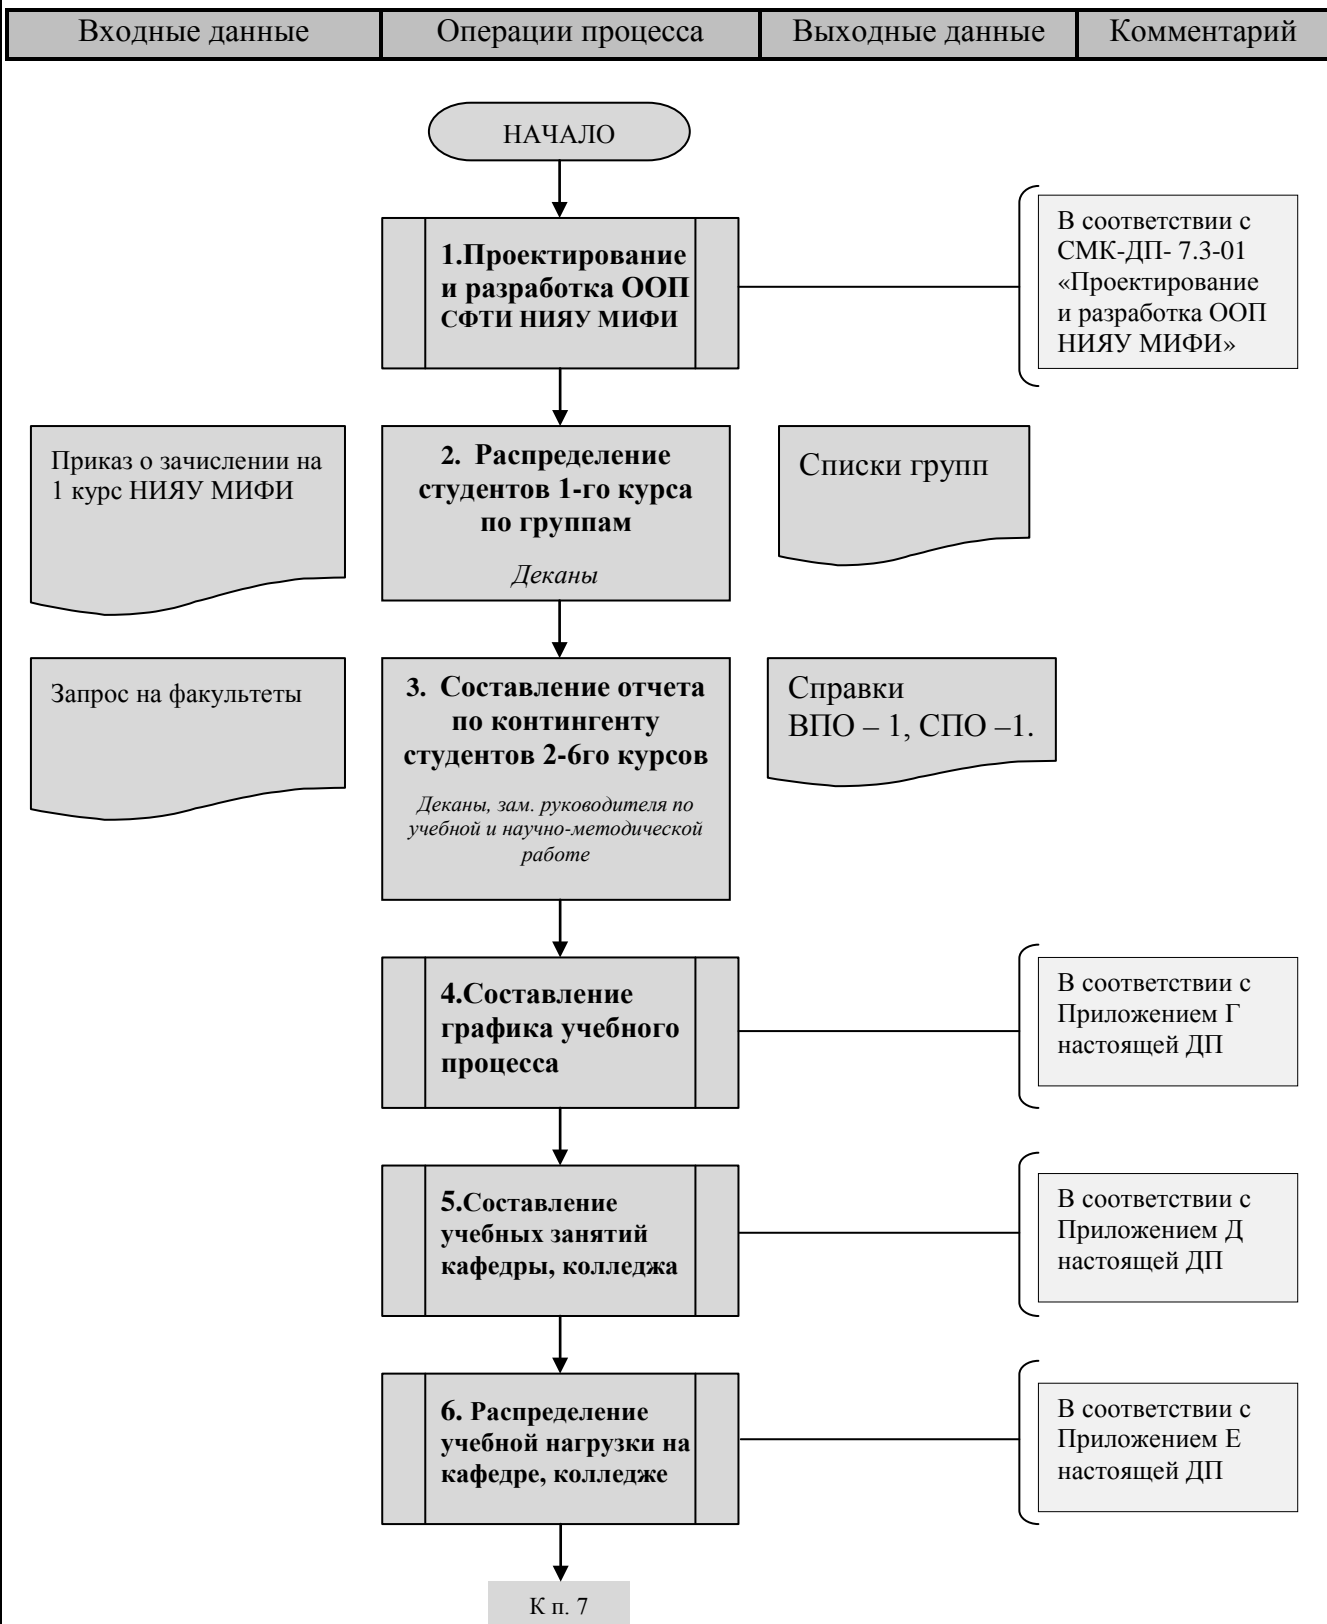 Входные данные
Операции процесса
Выходные данные
Комментарий
НАЧАЛО
1.Проектирование
и разработка ООП
СФТИ НИЯУ МИФИ
В соответствии с
СМК-ДП- 7.3-01
«Проектирование
и разработка ООП
НИЯУ МИФИ»
Приказ о зачислении на
1 курс НИЯУ МИФИ
2. Распределение
студентов 1-го курса
по группам
Деканы
Списки групп
Запрос на факультеты
3. Составление отчета
по контингенту
студентов 2-6го курсов
Деканы, зам. руководителя по
учебной и научно-методической
работе
Справки
ВПО – 1, СПО –1.
4.Составление
графика учебного
процесса
В соответствии с
Приложением Г
настоящей ДП
5.Составление
учебных занятий
кафедры, колледжа
В соответствии с
Приложением Д
настоящей ДП
6. Распределение
учебной нагрузки на
кафедре, колледже
В соответствии с
Приложением Е
настоящей ДП
К п. 7